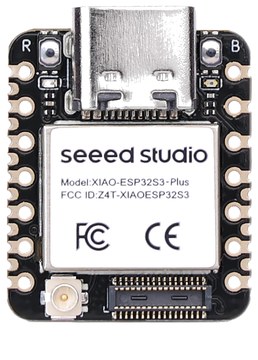 R
B
seeed studio
Model:XIAO-ESP32S3-Plus
FCC ID:Z4T-XIAOESP32S3
FC CE